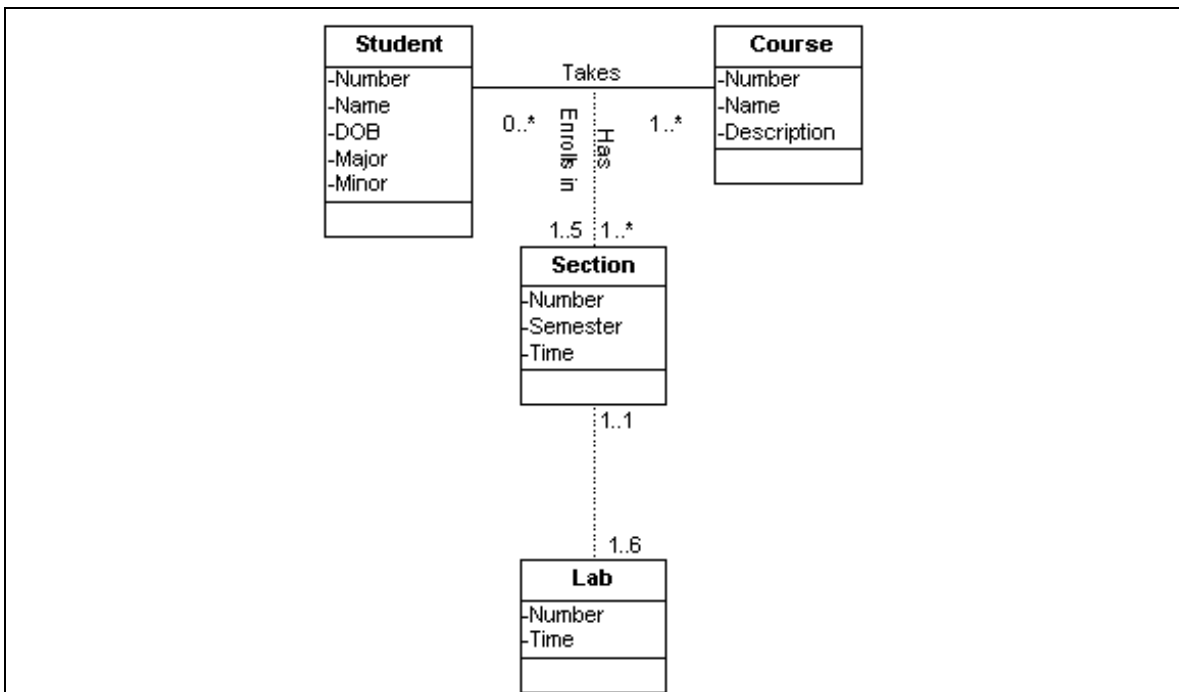 Student
-Number
-Name
-DOB
-Major
-Minor
Takes
0..*
1..*
Course
-Number
-Name
-Description
Enrolls in
Has
1..5
1..*
Section
-Number
-Semester
-Time
1..1
1..6
Lab
-Number
-Time